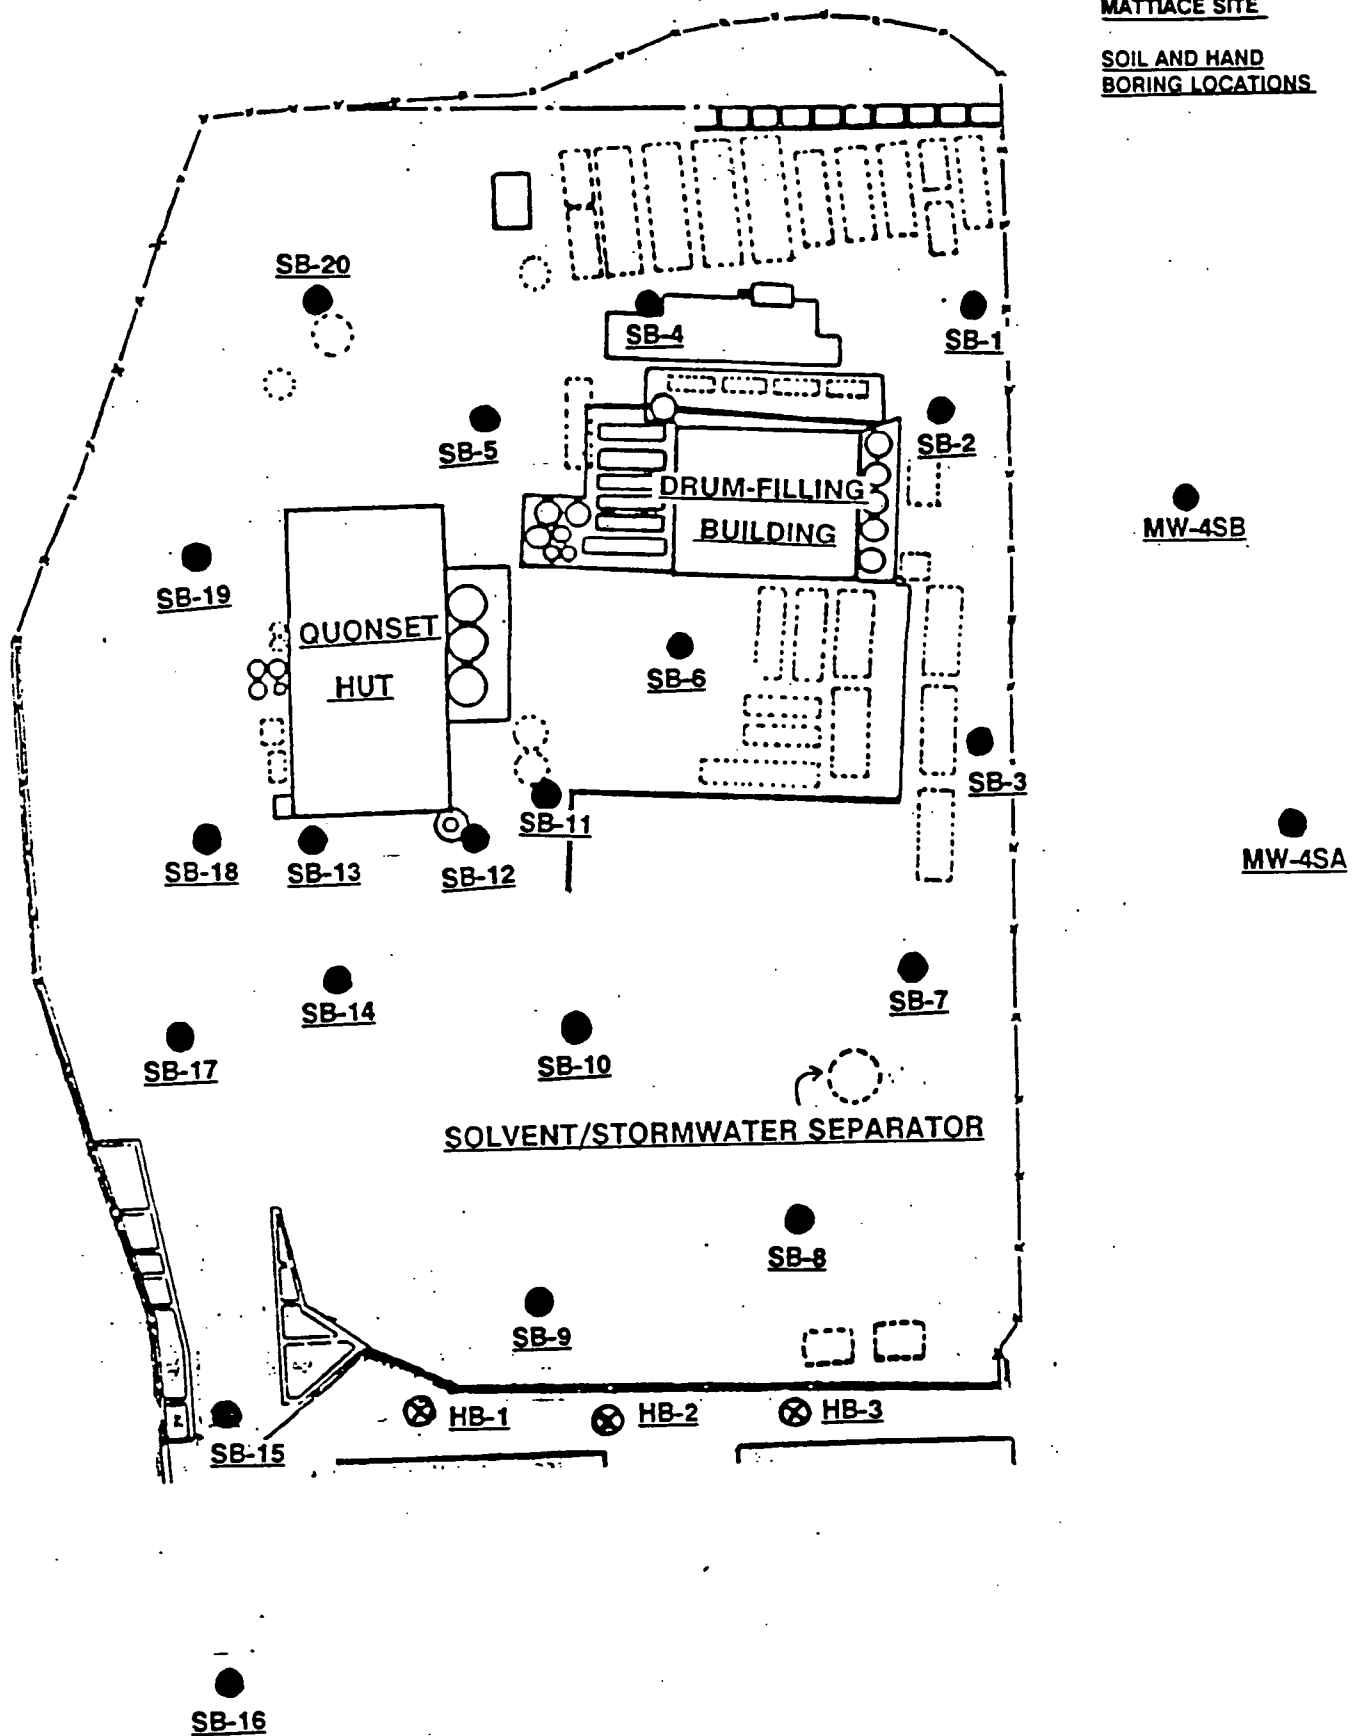 MATTIACE SITE
SOIL AND HAND
BORING LOCATIONS
SB-20
SB-4
SB-1
SB-2
SB-5
DRUM-FILLING
BUILDING
MW-4SB
SB-19
QUONSET
HUT
SB-6
SB-3
SB-11
MW-4SA
SB-18
SB-13
SB-12
SB-14
SB-7
SB-17
SB-10
SOLVENT/STORMWATER SEPARATOR
SB-8
SB-9
HB-1
HB-2
HB-3
SB-15
SB-16